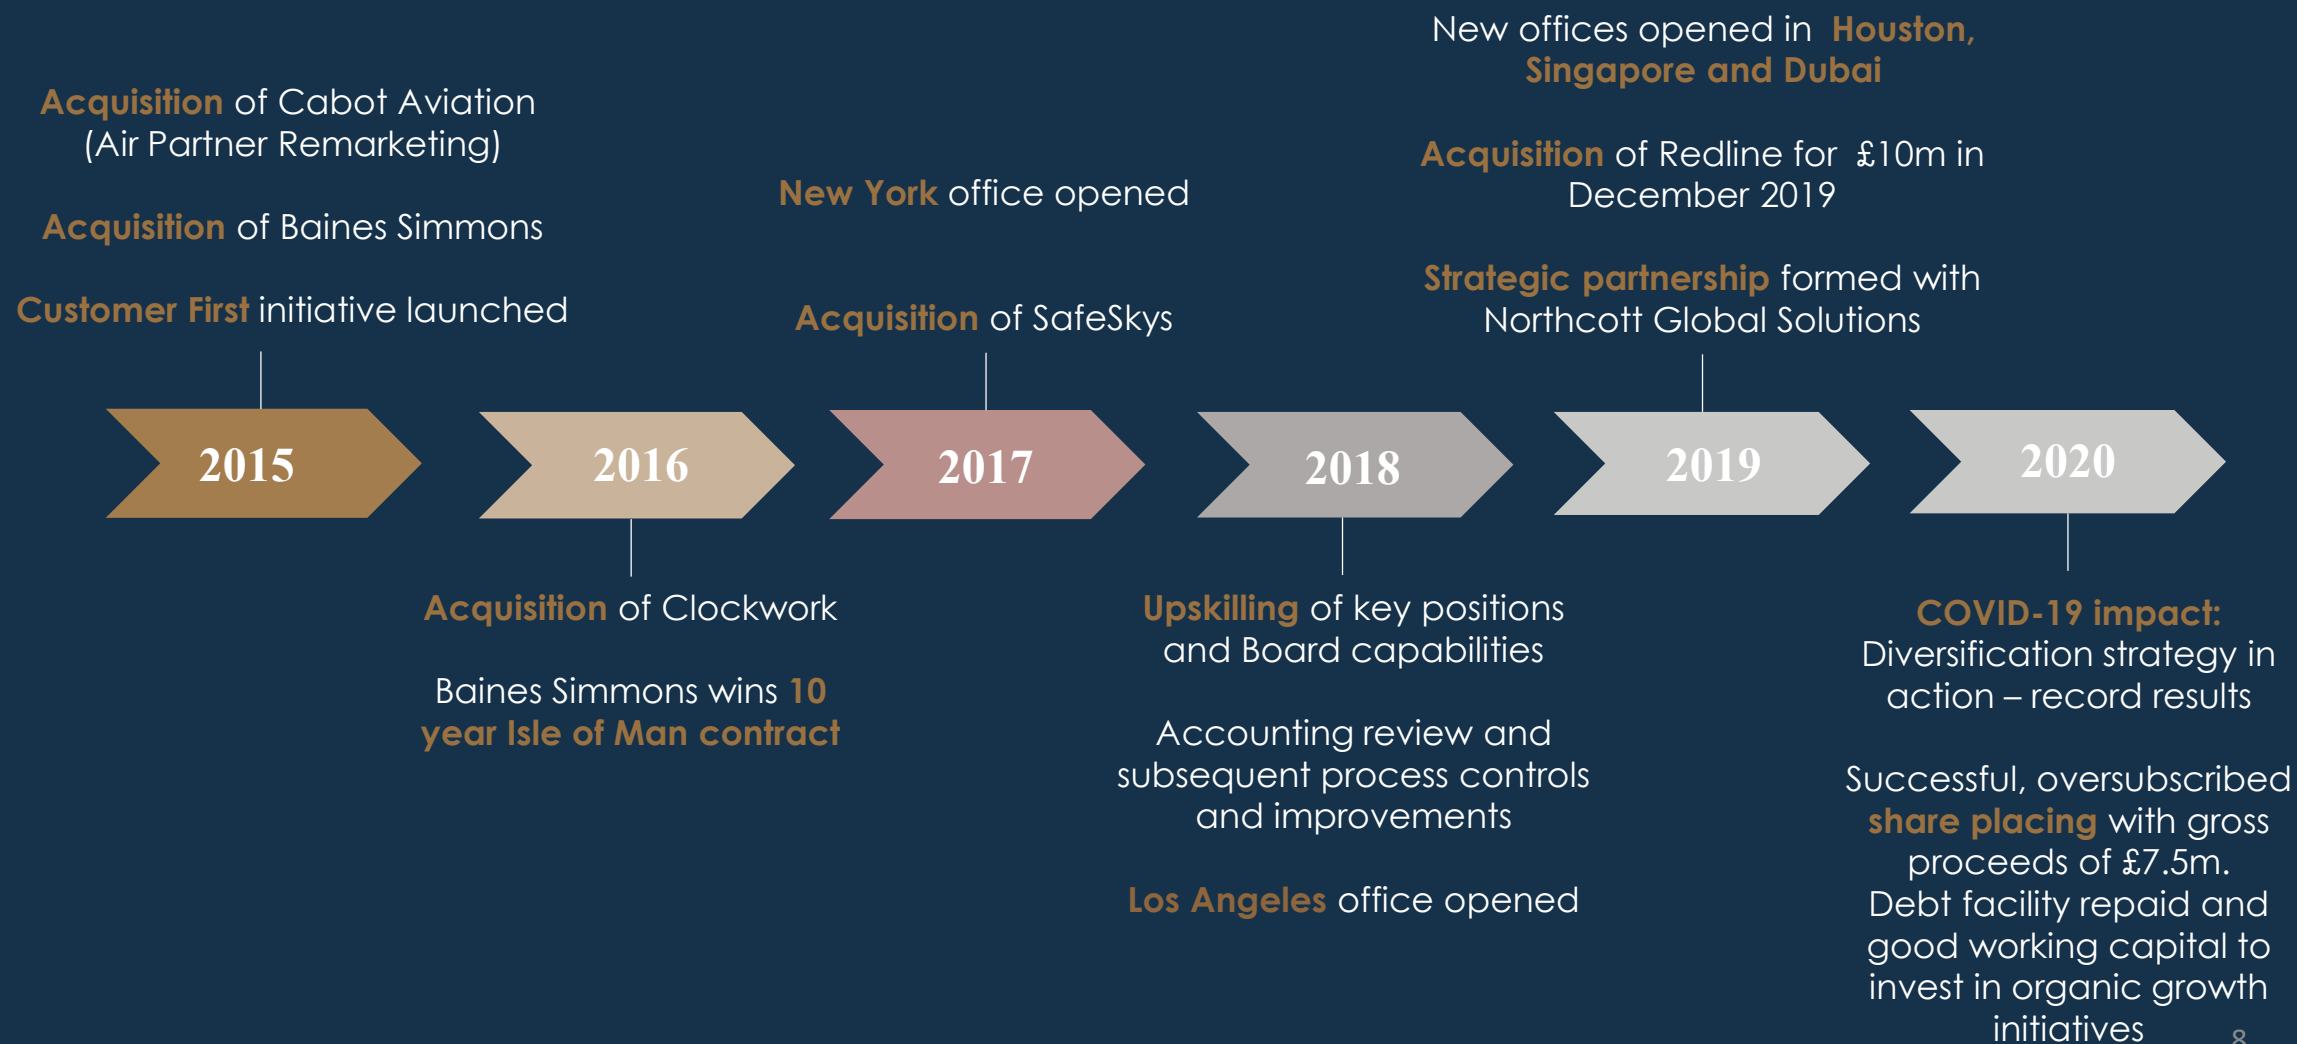 Acquisition of Cabot Aviation
(Air Partner Remarketing)
Acquisition of Baines Simmons
Customer First initiative launched
2015
2016
Acquisition of Clockwork
Baines Simmons wins 10
year Isle of Man contract
New York office opened
Acquisition of SafeSkys
2017
2018
Upskilling of key positions
and Board capabilities
Accounting review and
subsequent process controls
and improvements
Los Angeles office opened
New offices opened in Houston,
Singapore and Dubai
Acquisition of Redline for £10m in
December 2019
Strategic partnership formed with
Northcott Global Solutions
2019
2020
COVID-19 impact:
Diversification strategy in
action – record results
Successful, oversubscribed
share placing with gross
proceeds of £7.5m.
Debt facility repaid and
good working capital to
invest in organic growth
initiatives
8